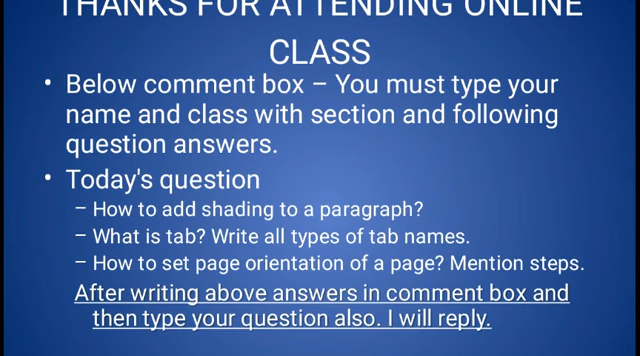 THANKS FOR ATTENDING ONLINE
CLASS
• Below comment box – You must type your
name and class with section and following
question answers.
• Today's question
– How to add shading to a paragraph?
– What is tab? Write all types of tab names.
– How to set page orientation of a page? Mention steps.
After writing above answers in comment box and
then type your question also. I will reply.